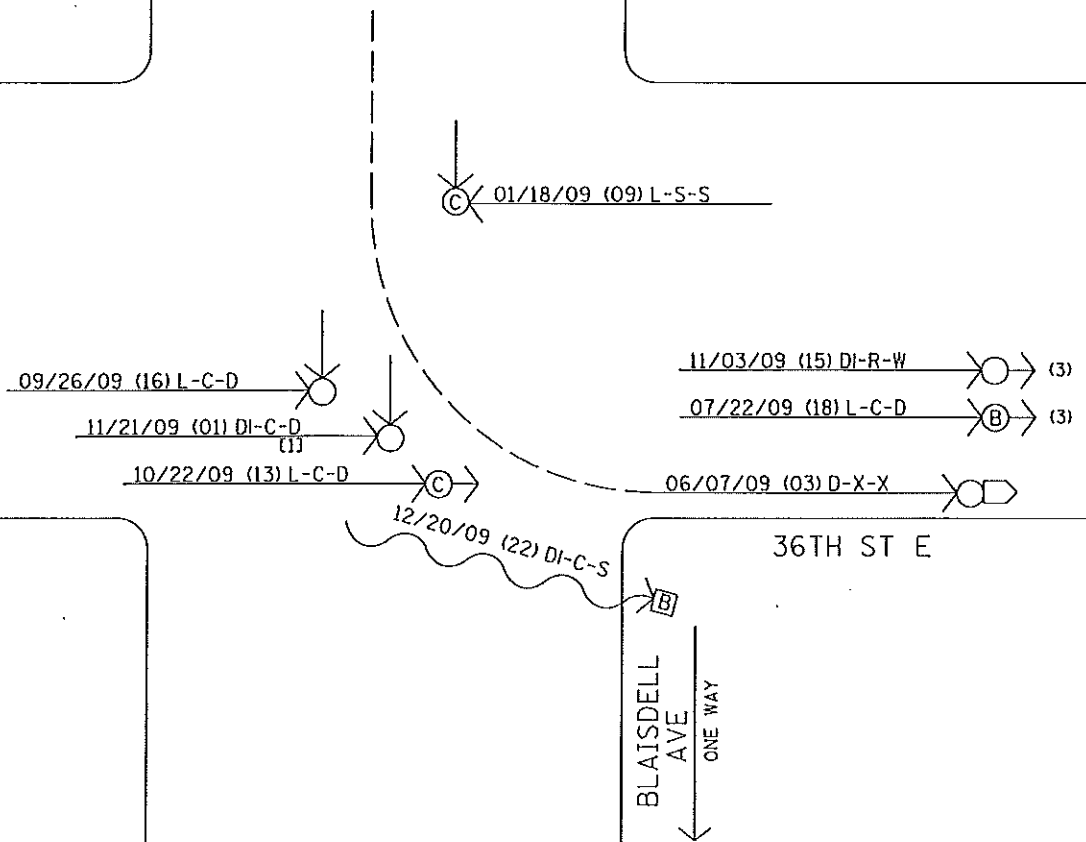 C 01/18/09 (09) L-S-S
11/03/09 (15) DI-R-W (3)
09/26/09 (16) L-C-D
07/22/09 (18) L-C-D B (3)
11/21/09 (01) DI-C-D
[1]
10/22/09 (13) L-C-D C
06/07/09 (03) D-X-X
12/20/09 (22) DI-C-S
B
36TH ST E
BLAISDELL
AVE
ONE WAY